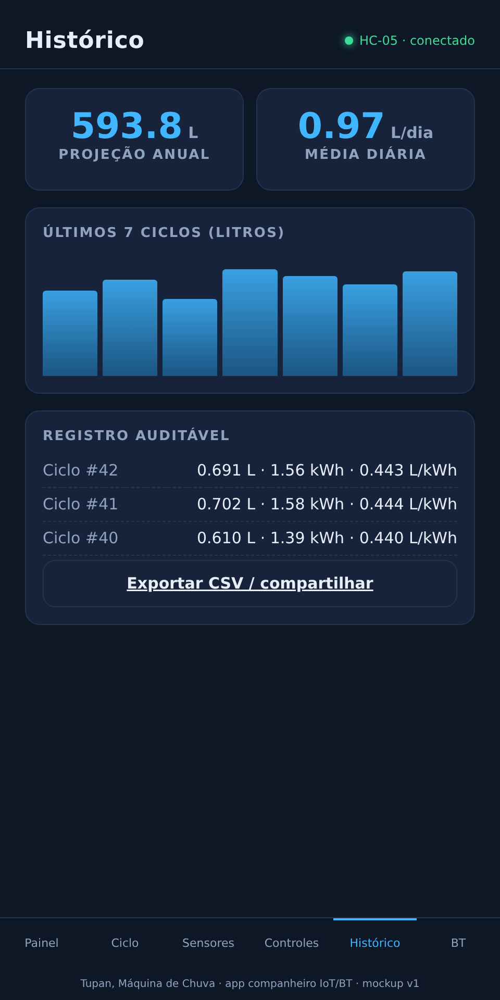 Histórico
HC-05 · conectado
593.8 L
PROJEÇÃO ANUAL
0.97 L/dia
MÉDIA DIÁRIA
ÚLTIMOS 7 CICLOS (LITROS)
REGISTRO AUDITÁVEL
Ciclo #42 0.691 L · 1.56 kWh · 0.443 L/kWh
Ciclo #41 0.702 L · 1.58 kWh · 0.444 L/kWh
Ciclo #40 0.610 L · 1.39 kWh · 0.440 L/kWh
Exportar CSV / compartilhar
Painel Ciclo Sensores Controles Histórico BT
Tupan, Máquina de Chuva · app companheiro IoT/BT · mockup v1